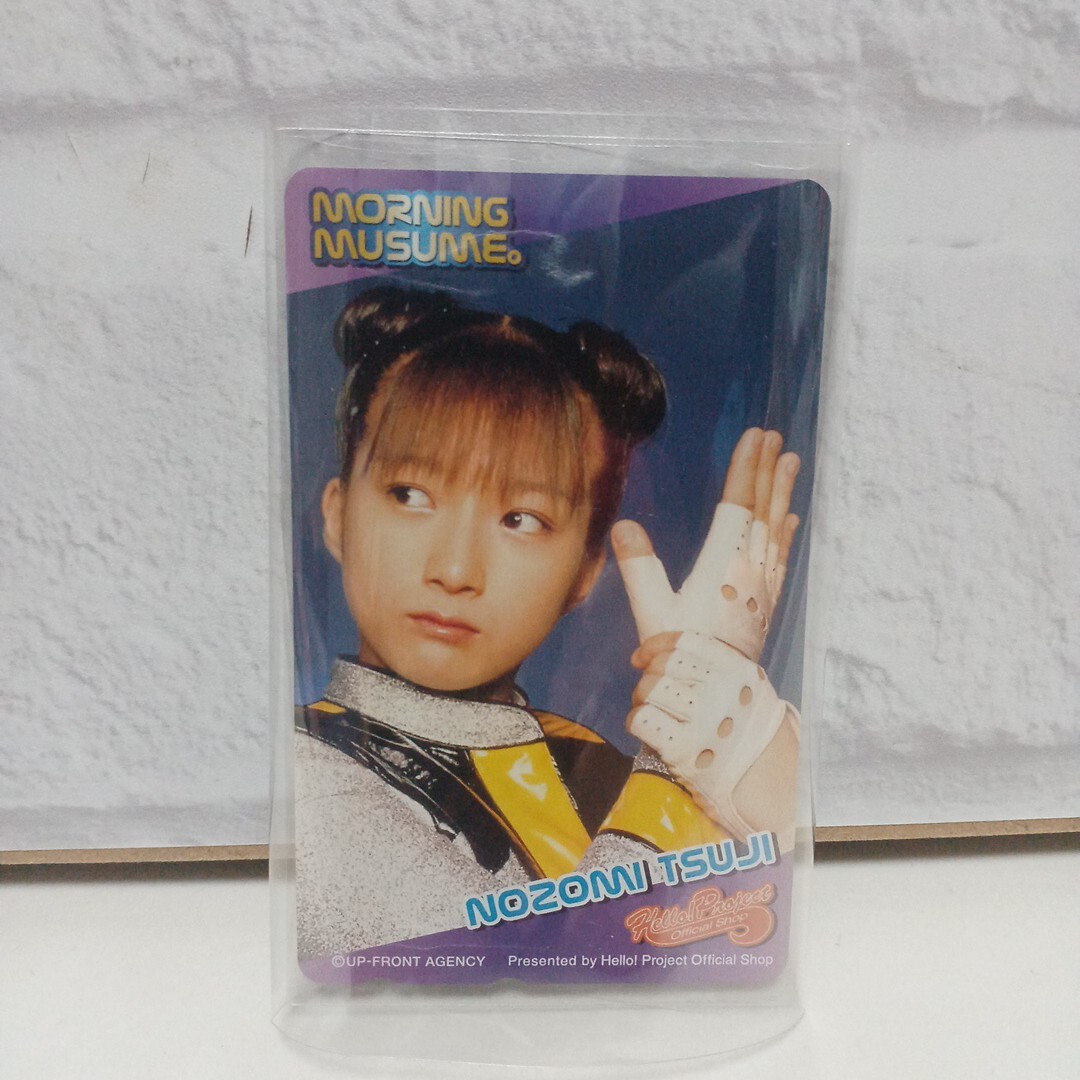 MORNING
MUSUME。
NOZOMI TSUJI
Hello! Project
Official Shop
©UP-FRONT AGENCY Presented by Hello! Project Official Shop